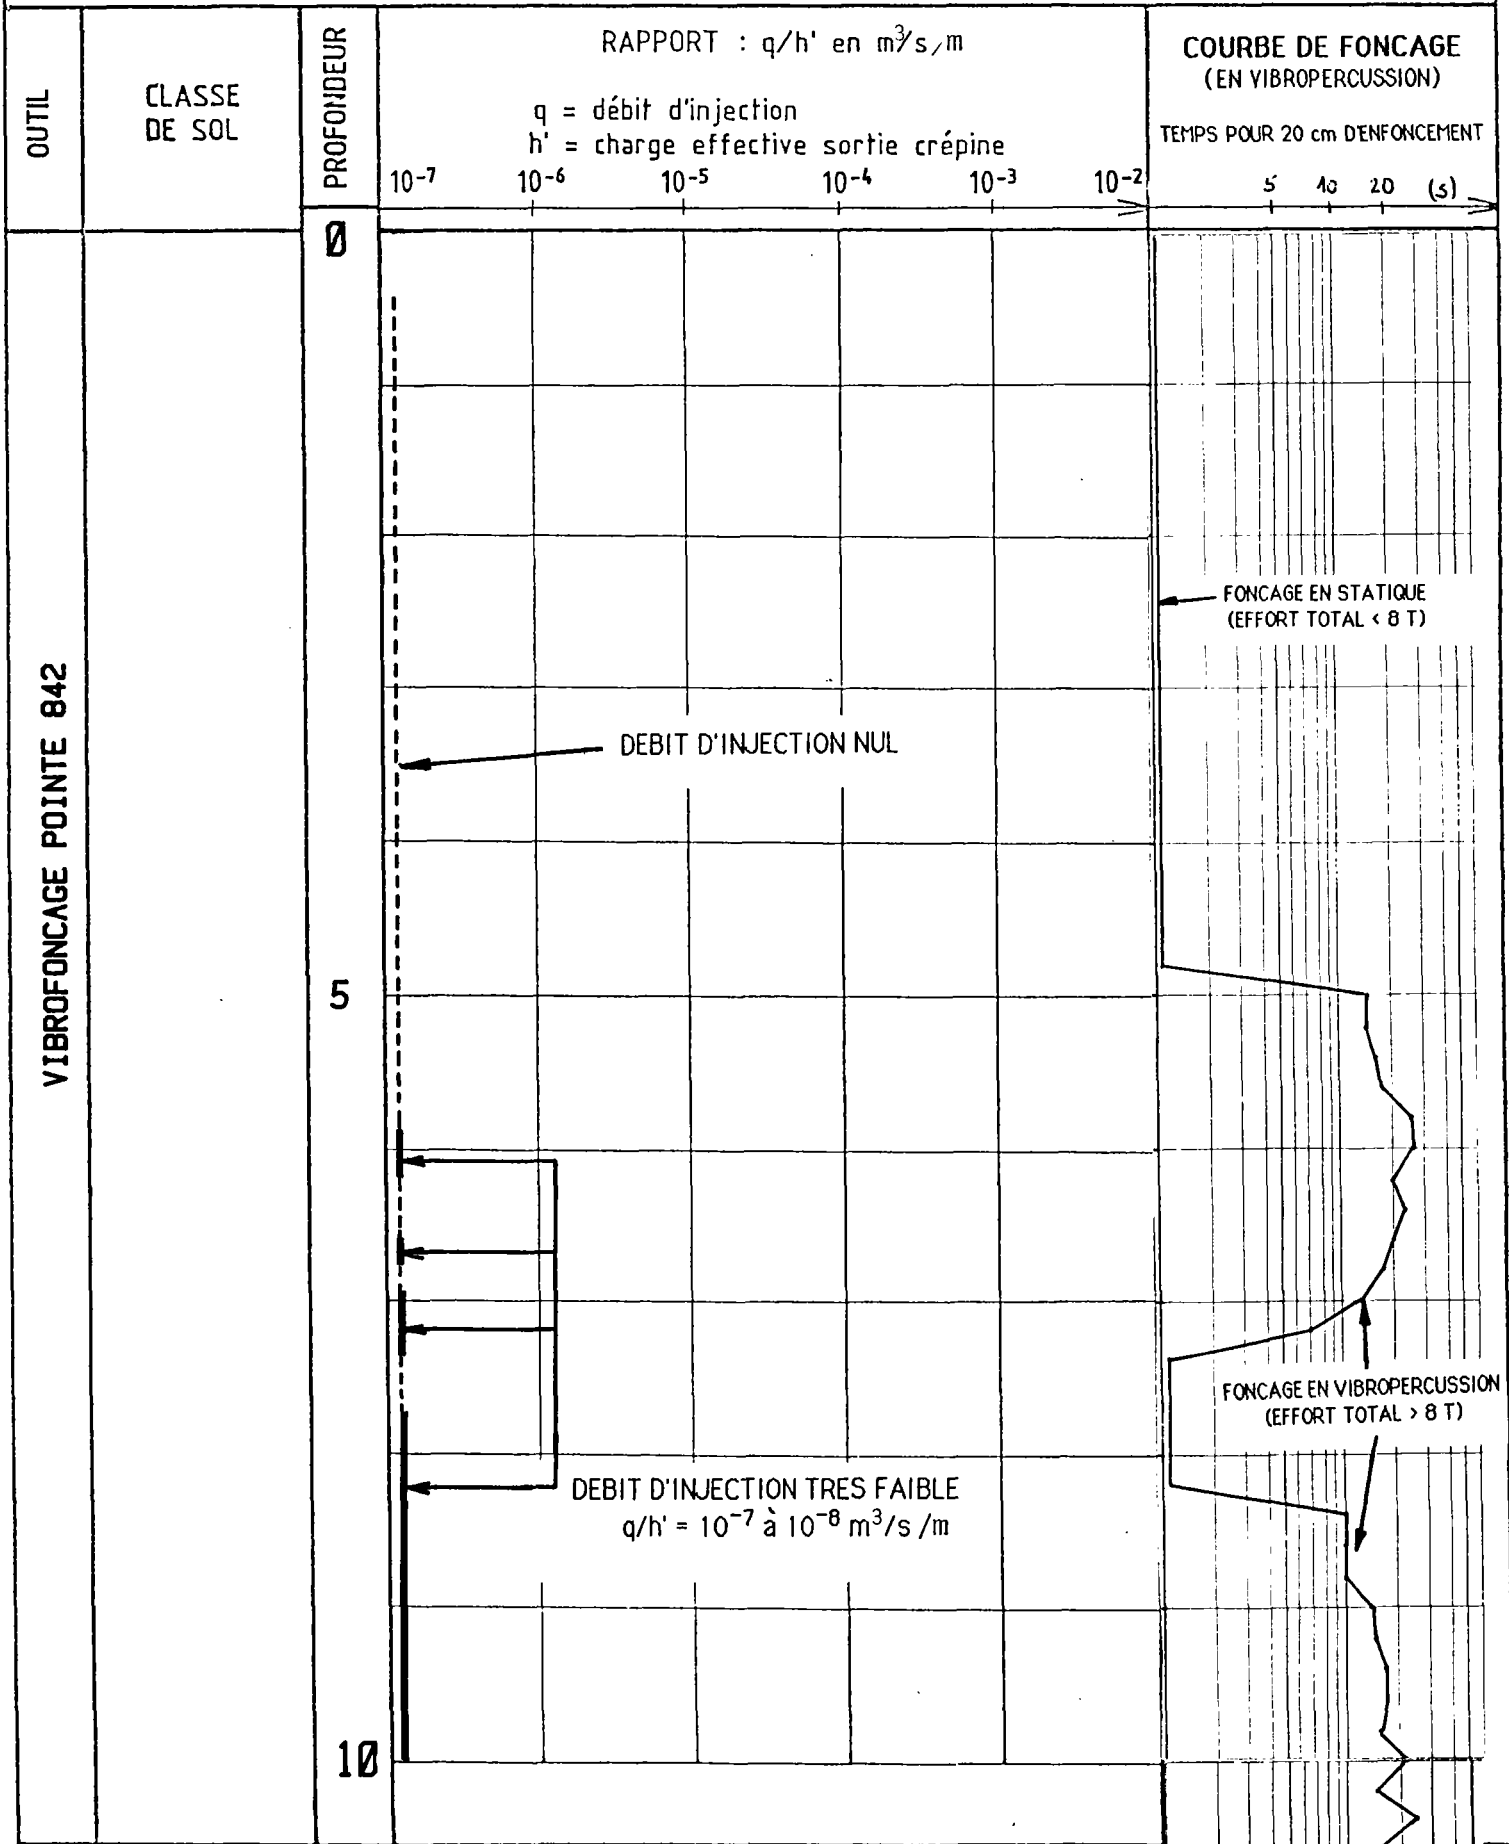 OUTIL
CLASSE
DE SOL
PROFONDEUR
RAPPORT : q/h' en m³/s/m
q = débit d'injection
h' = charge effective sortie crépine
10⁻⁷ 10⁻⁶ 10⁻⁵ 10⁻⁴ 10⁻³ 10⁻²
COURBE DE FONCAGE
(EN VIBROPERCUSSION)
TEMPS POUR 20 cm D'ENFONCEMENT
5 10 20 (s)
0
FONCAGE EN STATIQUE
(EFFORT TOTAL < 8 T)
DEBIT D'INJECTION NUL
VIBROFONCAGE POINTE 842
5
FONCAGE EN VIBROPERCUSSION
(EFFORT TOTAL > 8 T)
DEBIT D'INJECTION TRES FAIBLE
q/h' = 10⁻⁷ à 10⁻⁸ m³/s /m
10